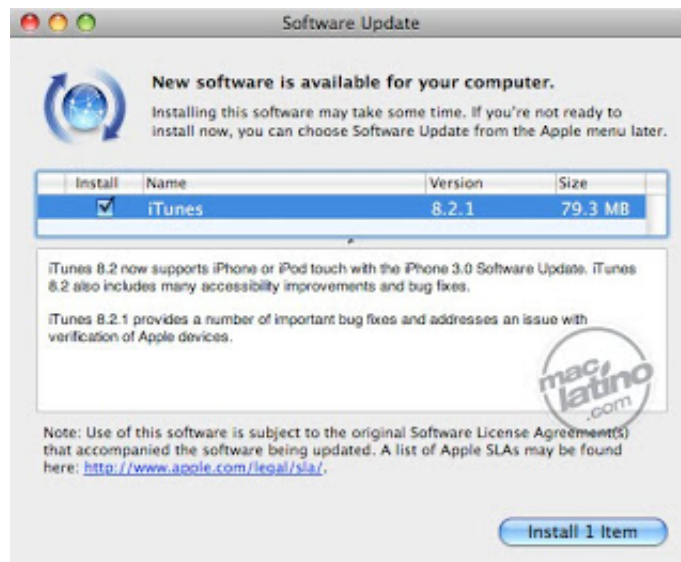 Software Update
New software is available for your computer.
Installing this software may take some time. If you're not ready to
install now, you can choose Software Update from the Apple menu later.
Install Name Version Size
iTunes 8.2.1 79.3 MB
iTunes 8.2 now supports iPhone or iPod touch with the iPhone 3.0 Software Update. iTunes
8.2 also includes many accessibility improvements and bug fixes.
iTunes 8.2.1 provides a number of important bug fixes and addresses an issue with
verification of Apple devices.
mac
latino
.com
Note: Use of this software is subject to the original Software License Agreement(s)
that accompanied the software being updated. A list of Apple SLAs may be found
here: http://www.apple.com/legal/sla/.
Install 1 Item